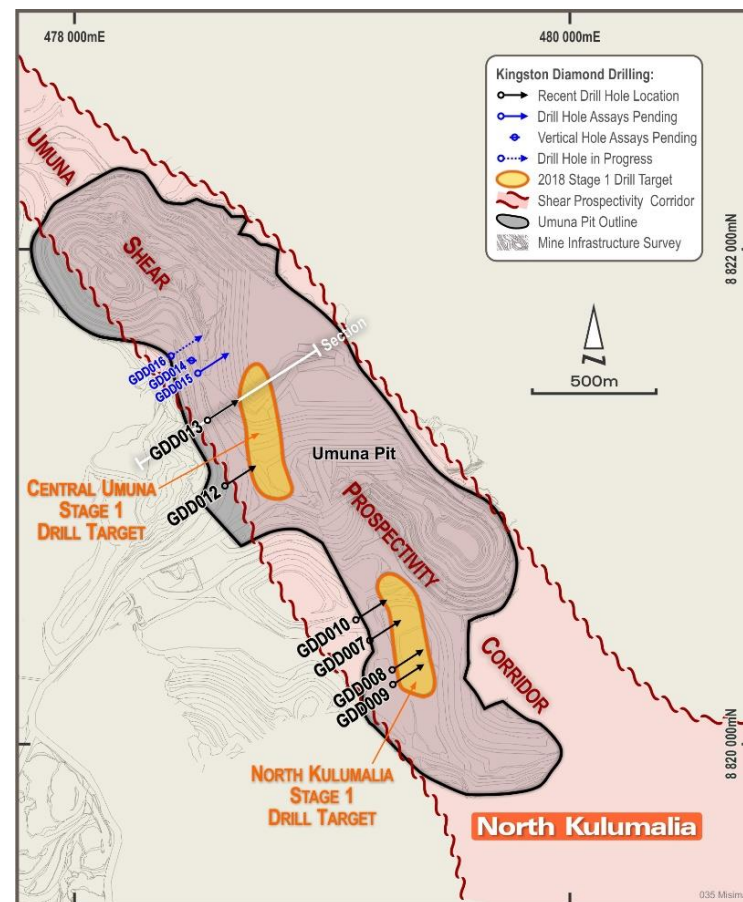 478 000mE
480 000mE
Kingston Diamond Drilling:
Recent Drill Hole Location
Drill Hole Assays Pending
Vertical Hole Assays Pending
Drill Hole in Progress
2018 Stage 1 Drill Target
Shear Prospectivity Corridor
Umuna Pit Outline
Mine Infrastructure Survey
8 822 000mN
N
500m
UMUNA
SHEAR
PROSPECTIVITY
CORRIDOR
Section
GDD016
GDD014
GDD015
GDD013
GDD012
Umuna Pit
CENTRAL UMUNA
STAGE 1
DRILL TARGET
GDD010
GDD007
GDD008
GDD009
NORTH KULUMALIA
STAGE 1
DRILL TARGET
8 820 000mN
North Kulumalia
035 Misima